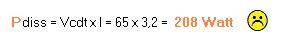 Pdiss = Vcdt x I = 65 x 3,2 = 208 Watt